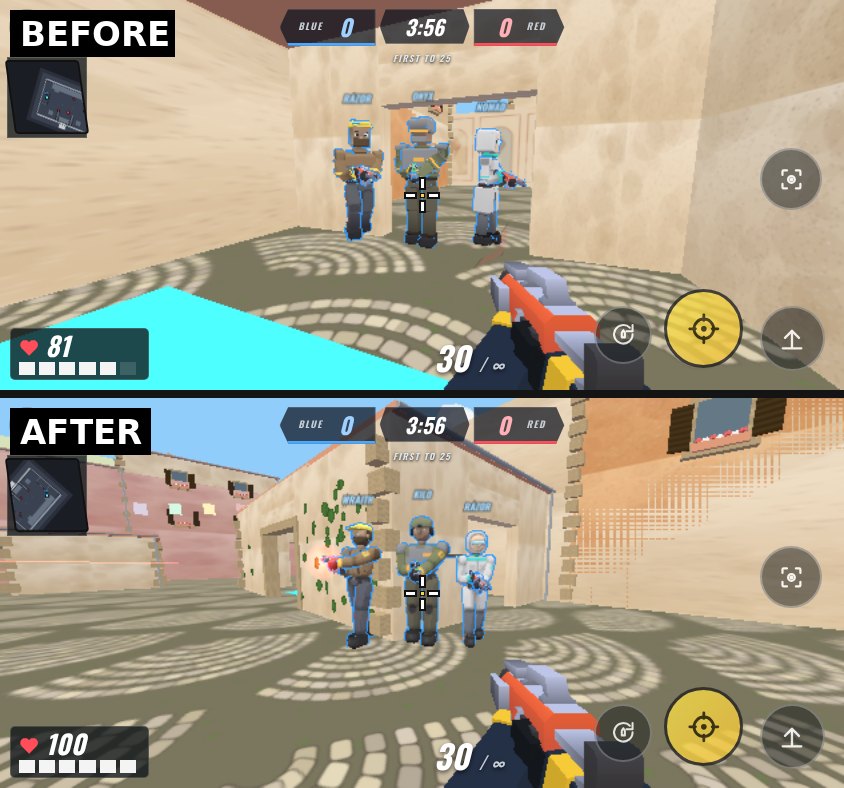 BEFORE
BLUE 0 3:56 0 RED
FIRST TO 25
RAZOR ONYX NOMAD
81
30 / ∞
AFTER
BLUE 0 3:56 0 RED
FIRST TO 25
WRAITH KILO RAZOR
100
30 / ∞